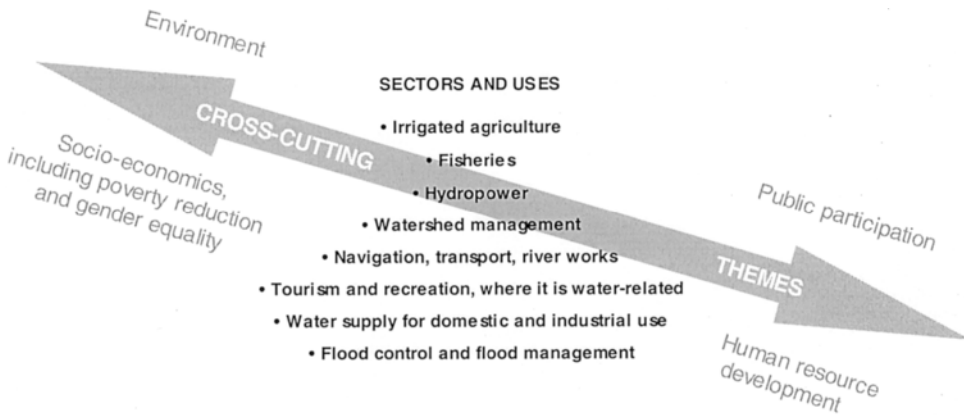 Environment
SECTORS AND USES
CROSS-CUTTING
• Irrigated agriculture
• Fisheries
• Hydropower
• Watershed management
• Navigation, transport, river works
• Tourism and recreation, where it is water-related
• Water supply for domestic and industrial use
• Flood control and flood management
Socio-economics,
including poverty reduction
and gender equality
Public participation
THEMES
Human resource
development